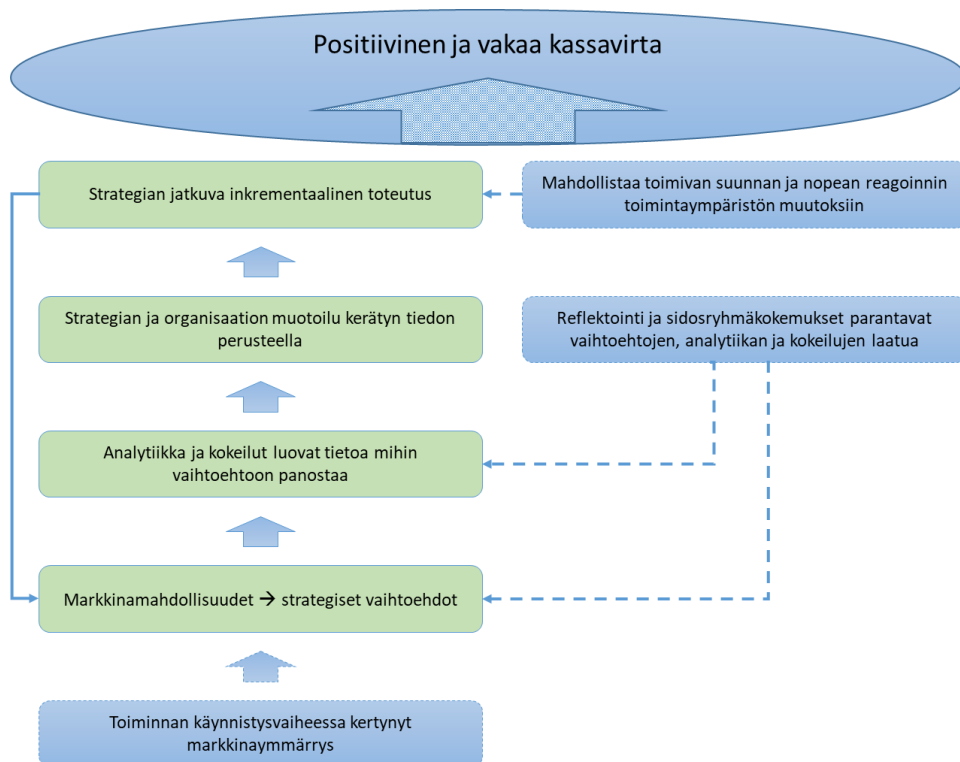 Positiivinen ja vakaa kassavirta
Strategian jatkuva inkrementaalinen toteutus
Mahdollistaa toimivan suunnan ja nopean reagoinnin
toimintaympäristön muutoksiin
Strategian ja organisaation muotoilu kerätyn tiedon
perusteella
Reflektointi ja sidosryhmäkokemukset parantavat
vaihtoehtojen, analytiikan ja kokeilujen laatua
Analytiikka ja kokeilut luovat tietoa mihin
vaihtoehtoon panostaa
Markkinamahdollisuudet → strategiset vaihtoehdot
Toiminnan käynnistysvaiheessa kertynyt
markkinaymmärrys